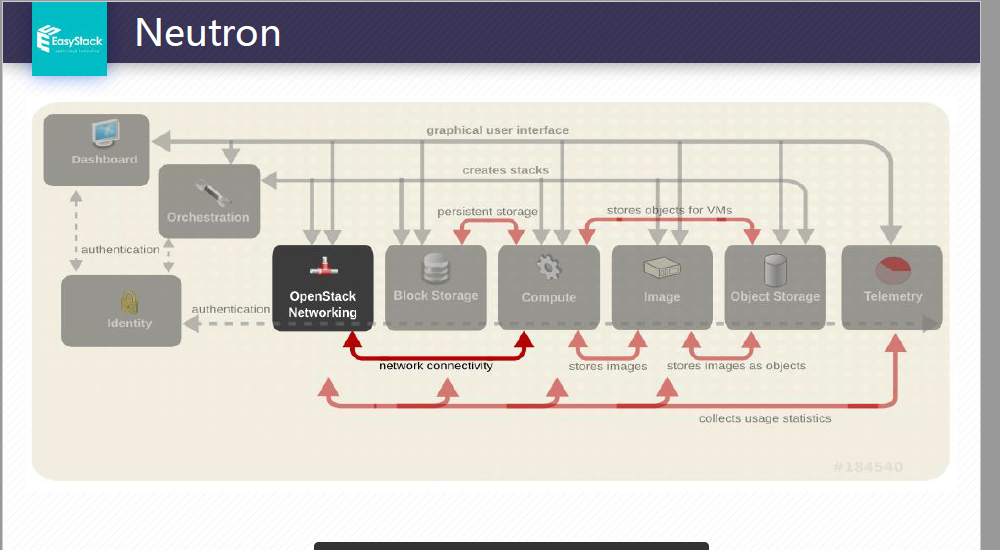 EasyStack
Neutron
graphical user interface
Dashboard
creates stacks
Orchestration
persistent storage
stores objects for VMs
authentication
Identity
authentication
OpenStack
Networking
Block Storage
Compute
Image
Object Storage
Telemetry
network connectivity
stores images
stores images as objects
collects usage statistics
#184540